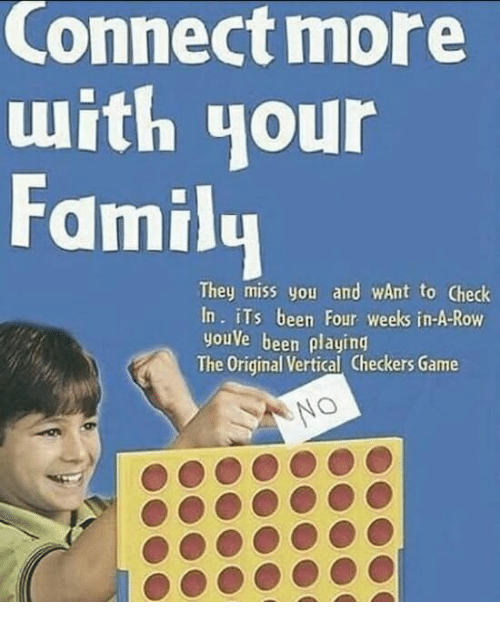 Connect more
with your
Family
They miss you and wAnt to Check
In. iTs been Four weeks in-A-Row
youVe been playing
The Original Vertical Checkers Game
NO